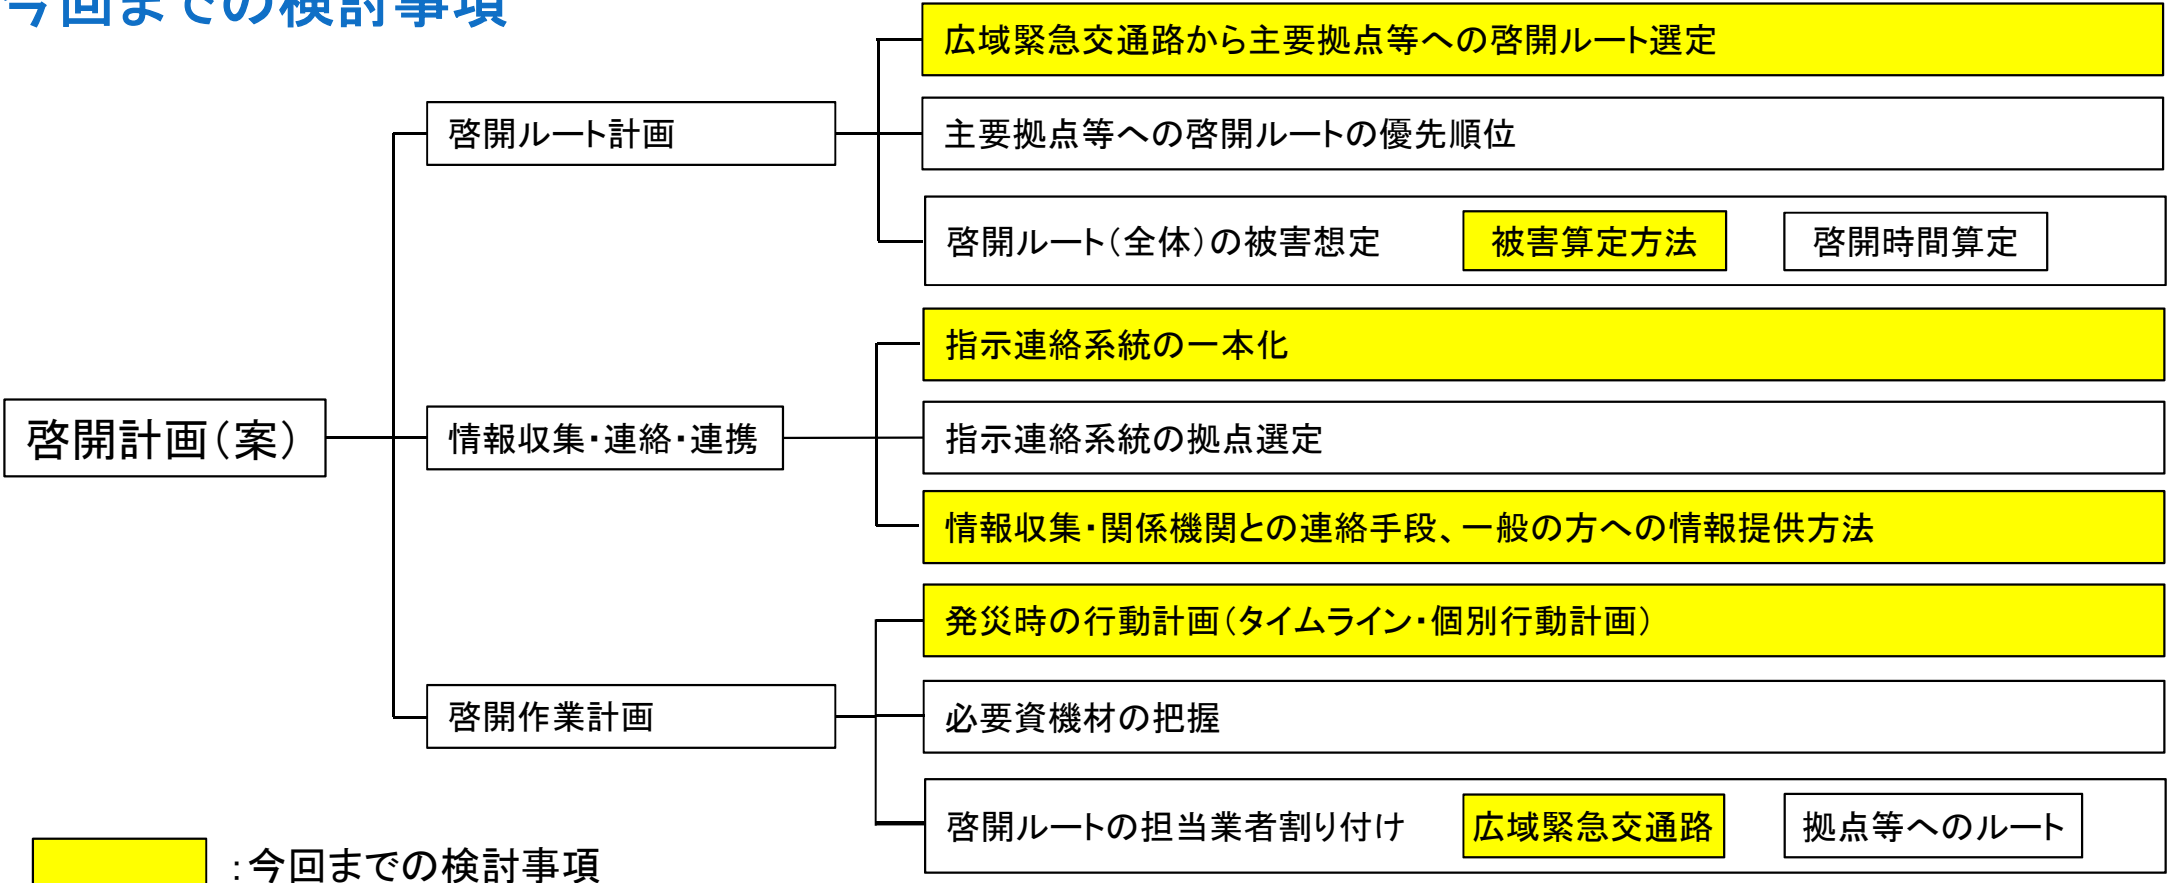 今回までの検討事項
広域緊急交通路から主要拠点等への啓開ルート選定
啓開ルート計画
主要拠点等への啓開ルートの優先順位
啓開ルート（全体）の被害想定
被害算定方法
啓開時間算定
指示連絡系統の一本化
啓開計画（案）
情報収集・連絡・連携
指示連絡系統の拠点選定
情報収集・関係機関との連絡手段、一般の方への情報提供方法
発災時の行動計画（タイムライン・個別行動計画）
啓開作業計画
必要資機材の把握
啓開ルートの担当業者割り付け
広域緊急交通路
拠点等へのルート
：今回までの検討事項